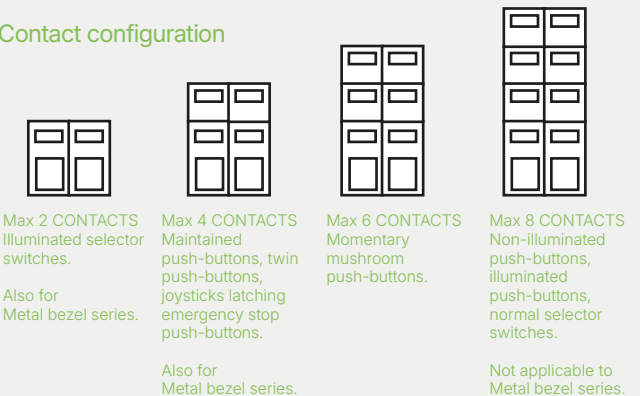 Contact configuration
Max 2 CONTACTS
Illuminated selector
switches.
Also for
Metal bezel series.
Max 4 CONTACTS
Maintained
push-buttons, twin
push-buttons,
joysticks latching
emergency stop
push-buttons.
Also for
Metal bezel series.
Max 6 CONTACTS
Momentary
mushroom
push-buttons.
Max 8 CONTACTS
Non-illuminated
push-buttons,
illuminated
push-buttons,
normal selector
switches.
Not applicable to
Metal bezel series.